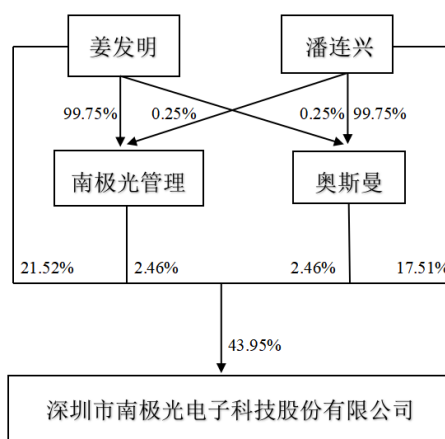 姜发明
潘连兴
99.75%
0.25%
0.25%
99.75%
南极光管理
奥斯曼
21.52%
2.46%
2.46%
17.51%
43.95%
深圳市南极光电子科技股份有限公司